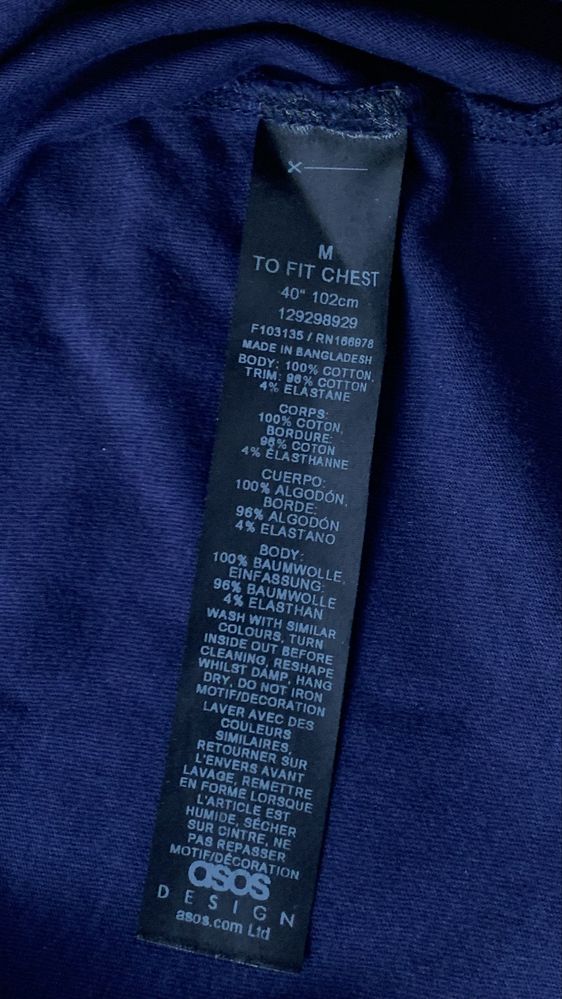 M
TO FIT CHEST
40" 102cm
129298929
F103135 / RN166978
MADE IN BANGLADESH
BODY: 100% COTTON,
TRIM: 96% COTTON
4% ELASTANE
CORPS:
100% COTON,
BORDURE:
96% COTON
4% ÉLASTHANNE
CUERPO:
100% ALGODÓN,
BORDE:
96% ALGODÓN
4% ELASTANO
BODY:
100% BAUMWOLLE,
EINFASSUNG:
96% BAUMWOLLE
4% ELASTHAN
WASH WITH SIMILAR
COLOURS, TURN
INSIDE OUT BEFORE
CLEANING, RESHAPE
WHILST DAMP, HANG
DRY, DO NOT IRON
MOTIF/DECORATION
LAVER AVEC DES
COULEURS
SIMILAIRES,
RETOURNER SUR
L'ENVERS AVANT
LAVAGE, REMETTRE
EN FORME LORSQUE
L'ARTICLE EST
HUMIDE, SÉCHER
SUR CINTRE, NE
PAS REPASSER
MOTIF/DÉCORATION
asos
DESIGN
asos.com Ltd